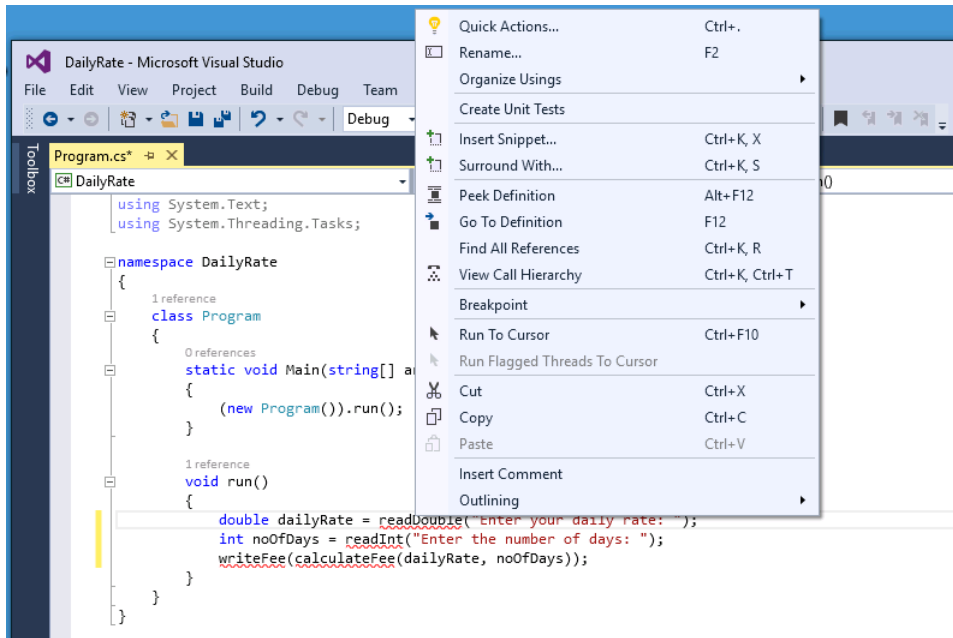 DailyRate - Microsoft Visual Studio
File Edit View Project Build Debug Team
Debug
Toolbox
Program.cs*
C# DailyRate
()
using System.Text;
using System.Threading.Tasks;
namespace DailyRate
{
1 reference
class Program
{
0 references
static void Main(string[]
{
(new Program()).run();
}
1 reference
void run()
{
double dailyRate = readDouble("Enter your daily rate: ");
int noOfDays = readInt("Enter the number of days: ");
writeFee(calculateFee(dailyRate, noOfDays));
}
}
}
Quick Actions... Ctrl+.
Rename... F2
Organize Usings
Create Unit Tests
Insert Snippet... Ctrl+K, X
Surround With... Ctrl+K, S
Peek Definition Alt+F12
Go To Definition F12
Find All References Ctrl+K, R
View Call Hierarchy Ctrl+K, Ctrl+T
Breakpoint
Run To Cursor Ctrl+F10
Run Flagged Threads To Cursor
Cut Ctrl+X
Copy Ctrl+C
Paste Ctrl+V
Insert Comment
Outlining